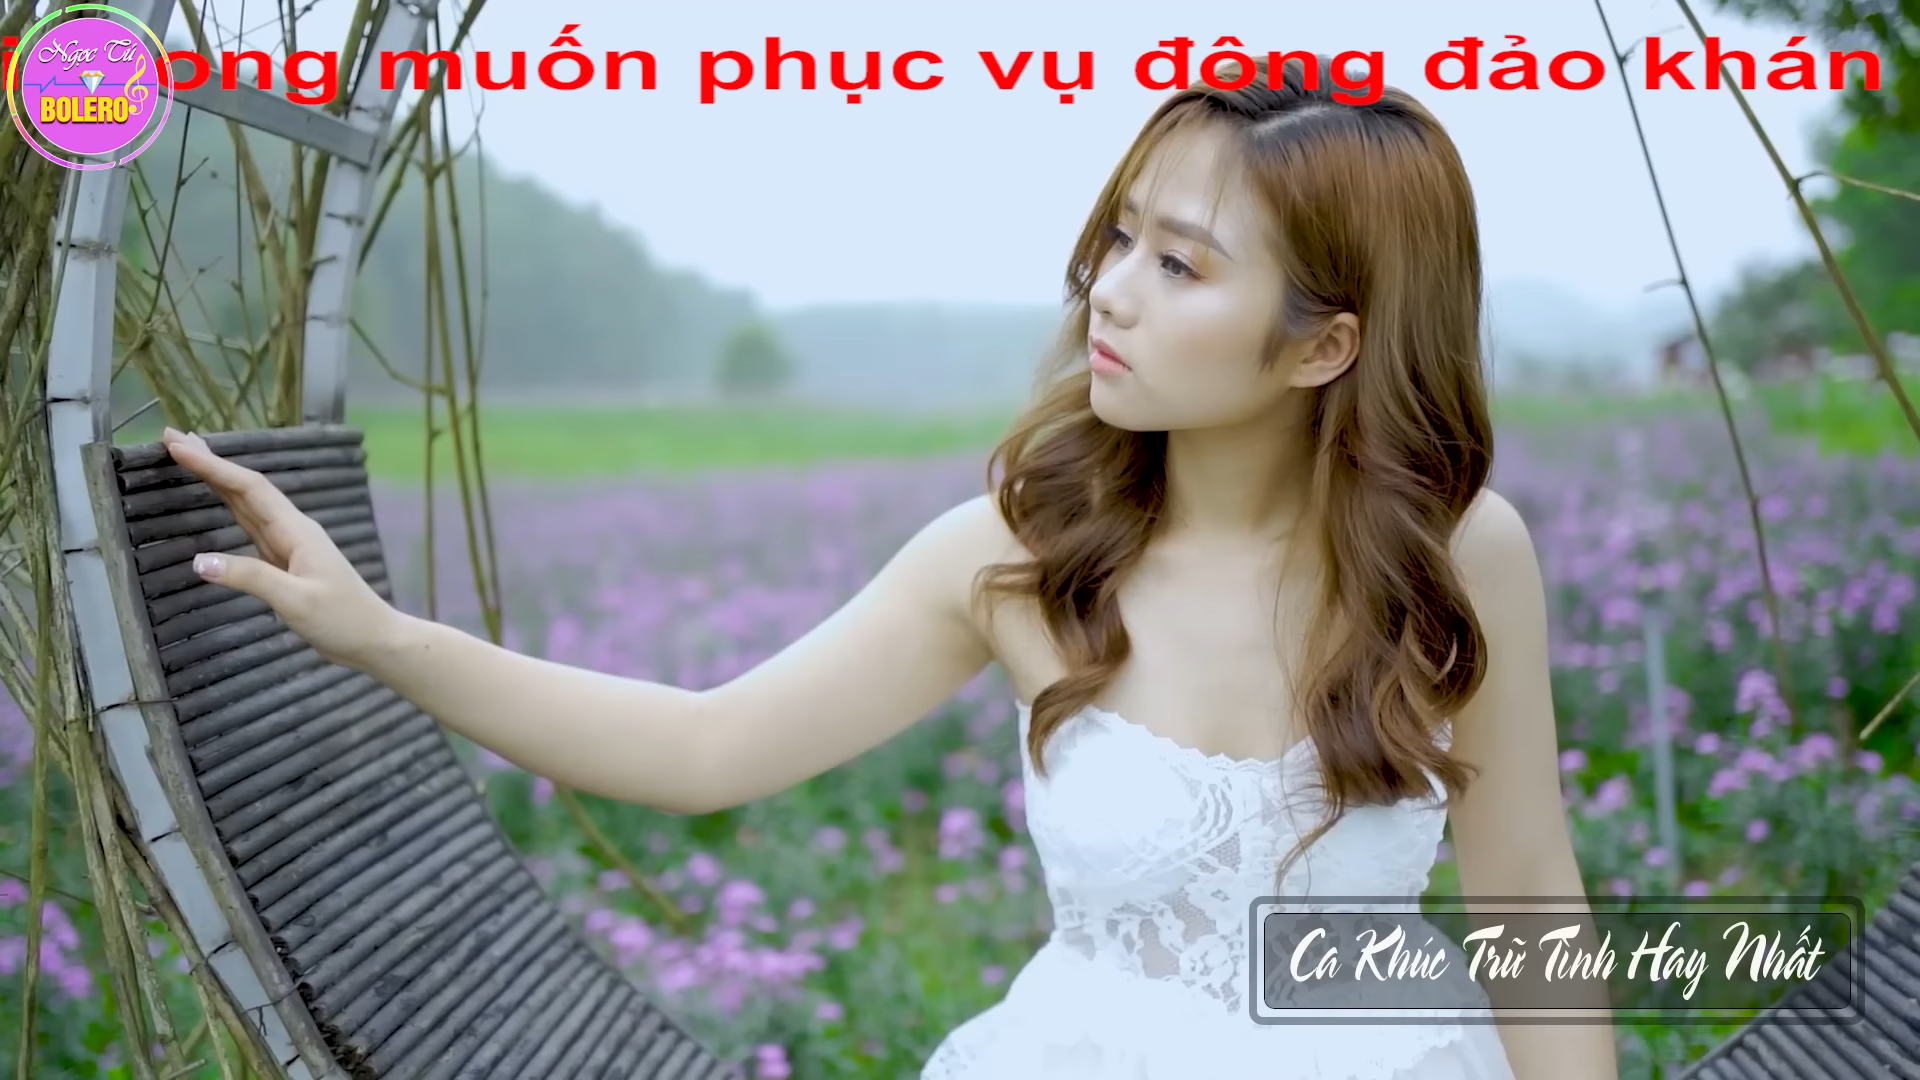 ong muốn phục vụ đông đảo khán
Ngọc Tú
BOLERO
Ca Khúc Trữ Tình Hay Nhất